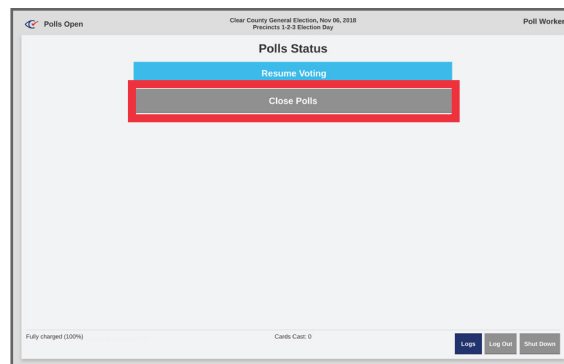 Polls Open
Clear County General Election, Nov 06, 2018
Precincts 1-2-3 Election Day
Poll Worker
Polls Status
Resume Voting
Close Polls
Fully charged (100%)
Cards Cast: 0
Logs
Log Out
Shut Down